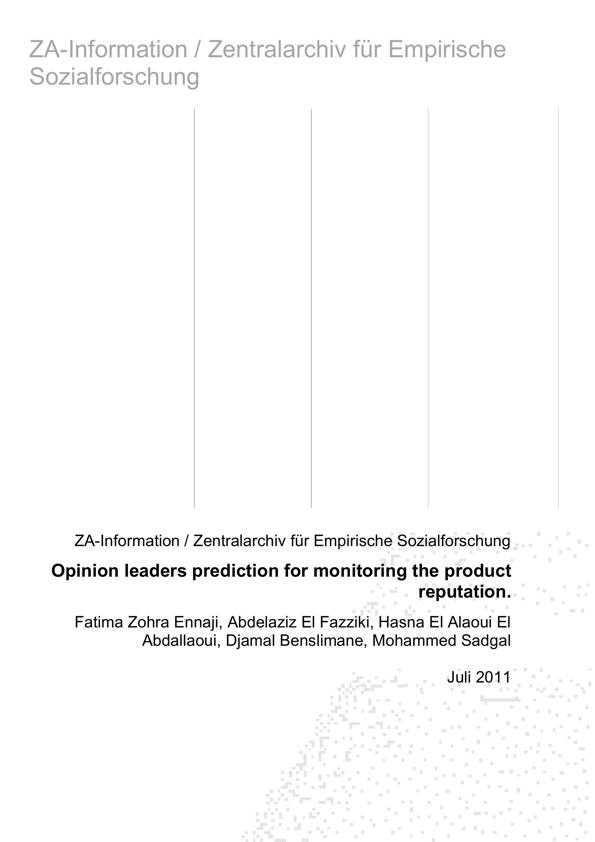 ZA-Information / Zentralarchiv für Empirische
Sozialforschung
ZA-Information / Zentralarchiv für Empirische Sozialforschung
Opinion leaders prediction for monitoring the product
reputation.
Fatima Zohra Ennaji, Abdelaziz El Fazziki, Hasna El Alaoui El
Abdallaoui, Djamal Benslimane, Mohammed Sadgal
Juli 2011